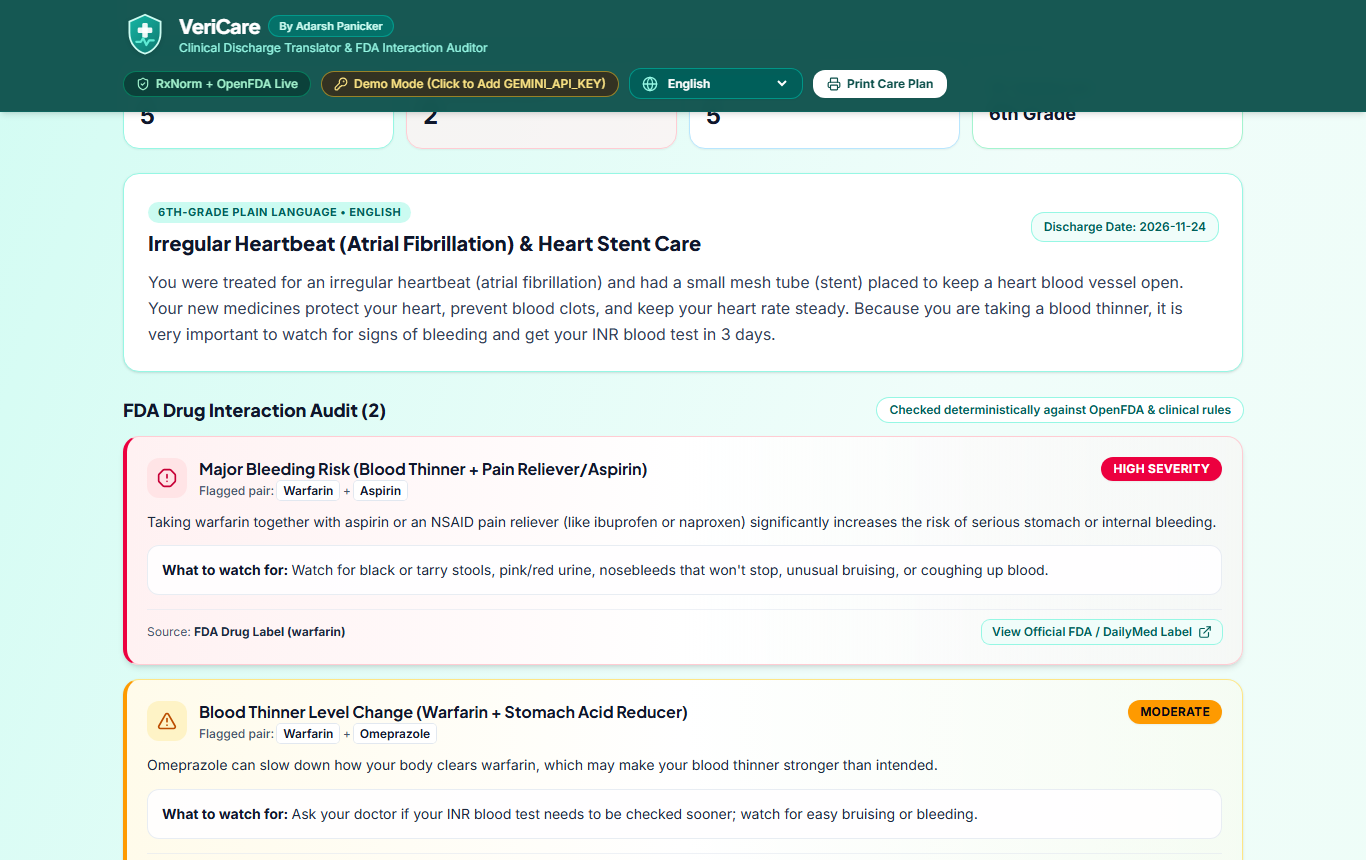 VeriCare By Adarsh Panicker
Clinical Discharge Translator & FDA Interaction Auditor
RxNorm + OpenFDA Live
Demo Mode (Click to Add GEMINI_API_KEY)
English
Print Care Plan
5
2
5
6th Grade
6TH-GRADE PLAIN LANGUAGE • ENGLISH
Irregular Heartbeat (Atrial Fibrillation) & Heart Stent Care
Discharge Date: 2026-11-24
You were treated for an irregular heartbeat (atrial fibrillation) and had a small mesh tube (stent) placed to keep a heart blood vessel open.
Your new medicines protect your heart, prevent blood clots, and keep your heart rate steady. Because you are taking a blood thinner, it is
very important to watch for signs of bleeding and get your INR blood test in 3 days.
FDA Drug Interaction Audit (2)
Checked deterministically against OpenFDA & clinical rules
Major Bleeding Risk (Blood Thinner + Pain Reliever/Aspirin)
HIGH SEVERITY
Flagged pair: Warfarin + Aspirin
Taking warfarin together with aspirin or an NSAID pain reliever (like ibuprofen or naproxen) significantly increases the risk of serious stomach or internal bleeding.
What to watch for: Watch for black or tarry stools, pink/red urine, nosebleeds that won't stop, unusual bruising, or coughing up blood.
Source: FDA Drug Label (warfarin)
View Official FDA / DailyMed Label
Blood Thinner Level Change (Warfarin + Stomach Acid Reducer)
MODERATE
Flagged pair: Warfarin + Omeprazole
Omeprazole can slow down how your body clears warfarin, which may make your blood thinner stronger than intended.
What to watch for: Ask your doctor if your INR blood test needs to be checked sooner; watch for easy bruising or bleeding.